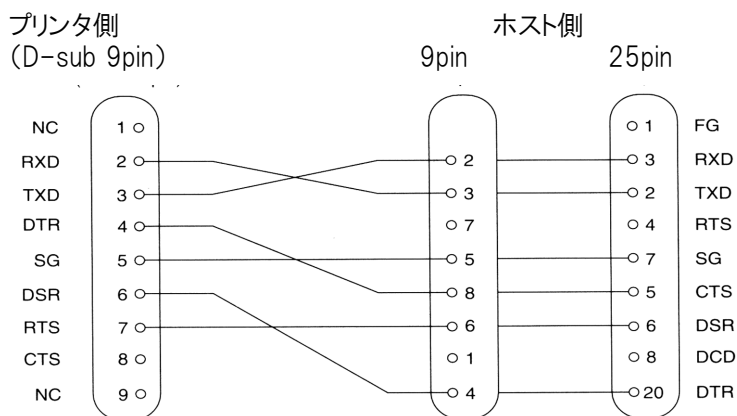 プリンタ側 ホスト側
(D-sub 9pin) 9pin 25pin
NC 1 1 FG
RXD 2 2 3 RXD
TXD 3 3 2 TXD
DTR 4 7 4 RTS
SG 5 5 7 SG
DSR 6 8 5 CTS
RTS 7 6 6 DSR
CTS 8 1 8 DCD
NC 9 4 20 DTR